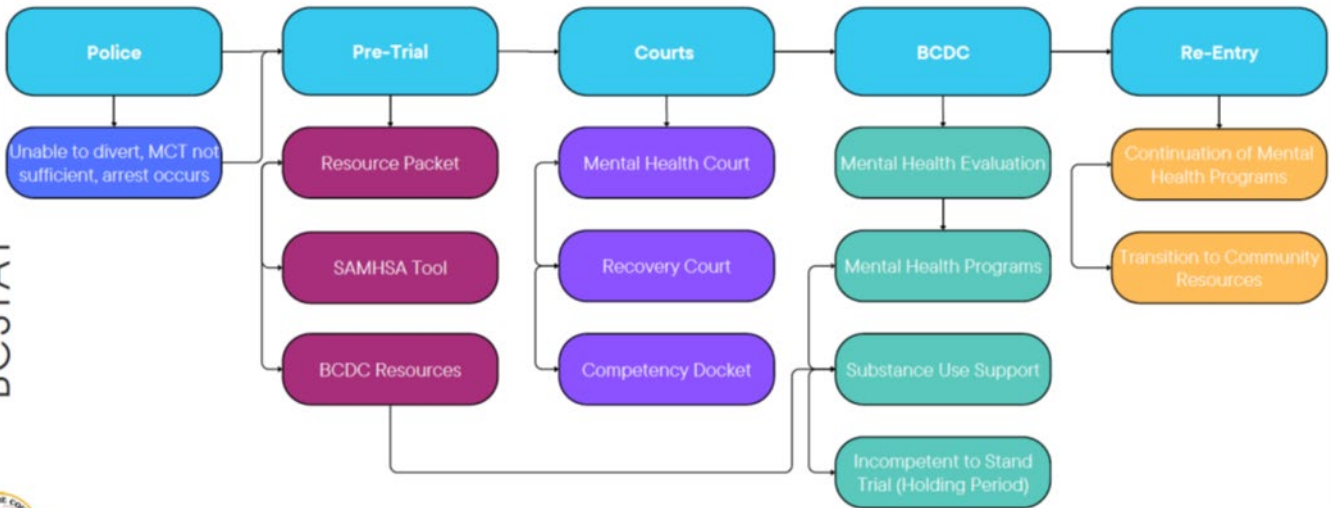 Police
Pre-Trial
Courts
BCDC
Re-Entry
Unable to divert, MCT not
sufficient, arrest occurs
Resource Packet
Mental Health Court
Mental Health Evaluation
Continuation of Mental
Health Programs
SAMHSA Tool
Recovery Court
Mental Health Programs
Transition to Community
Resources
BCDC Resources
Competency Docket
Substance Use Support
Incompetent to Stand
Trial (Holding Period)